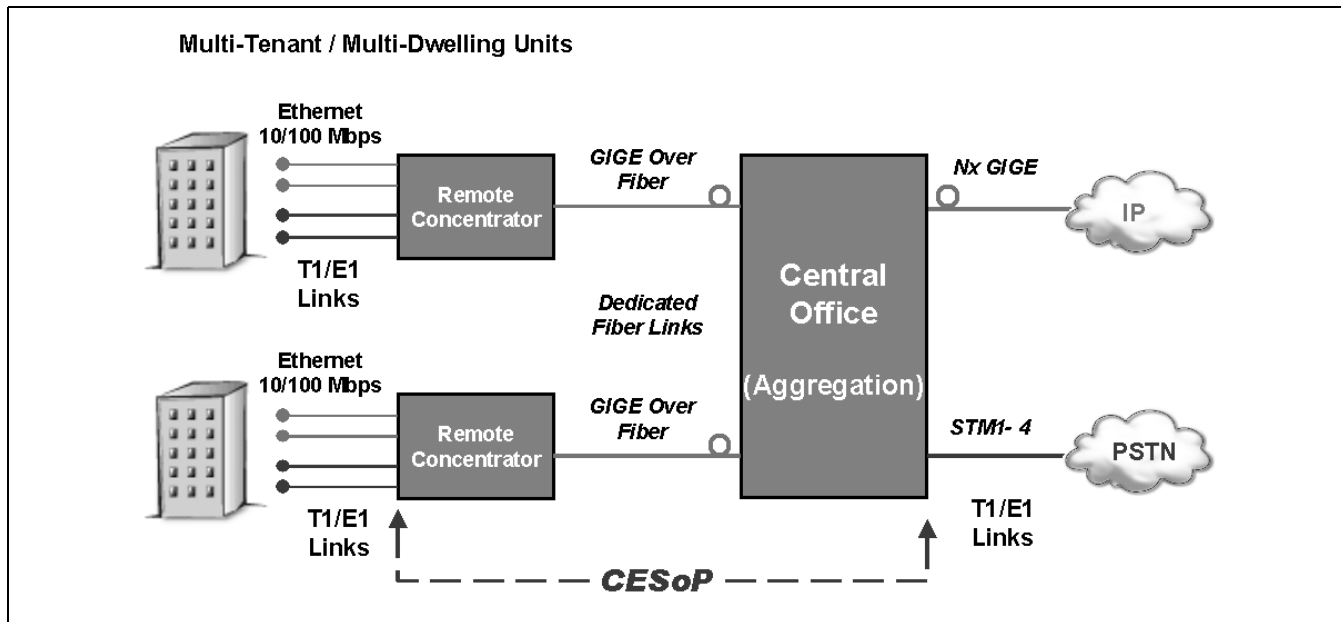 Multi-Tenant / Multi-Dwelling Units
Ethernet
10/100 Mbps
Remote
Concentrator
T1/E1
Links
GIGE Over
Fiber
Dedicated
Fiber Links
Central
Office
(Aggregation)
Nx GIGE
IP
Ethernet
10/100 Mbps
Remote
Concentrator
T1/E1
Links
GIGE Over
Fiber
STM1- 4
PSTN
T1/E1
Links
CESoP